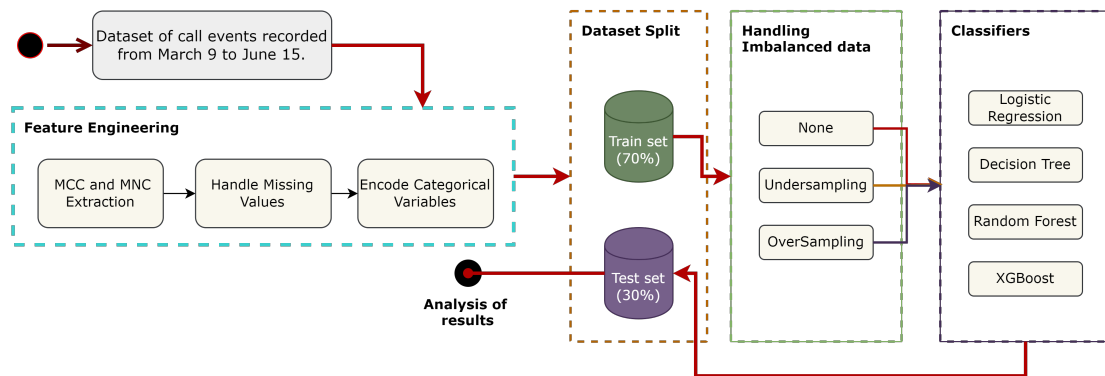 Dataset of call events recorded
from March 9 to June 15.
Feature Engineering
MCC and MNC
Extraction
Handle Missing
Values
Encode Categorical
Variables
Dataset Split
Train set
(70%)
Test set
(30%)
Analysis of
results
Handling
Imbalanced data
None
Undersampling
OverSampling
Classifiers
Logistic
Regression
Decision Tree
Random Forest
XGBoost